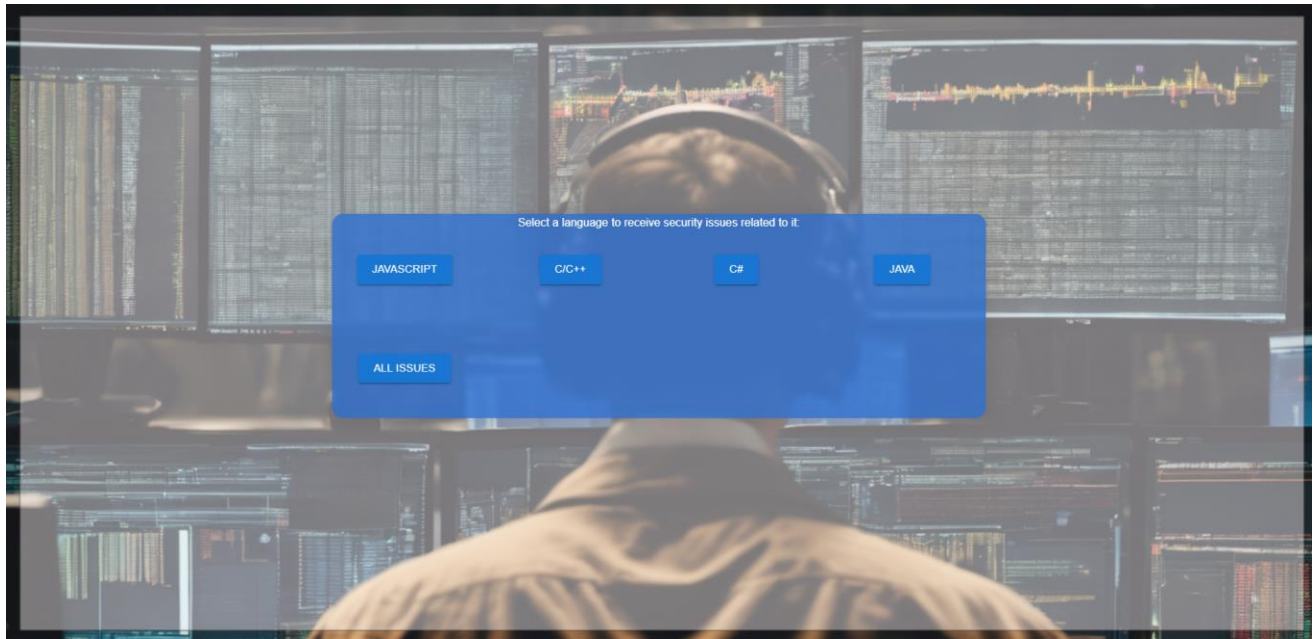 Select a language to receive security issues related to it:
JAVASCRIPT C/C++ C# JAVA
ALL ISSUES